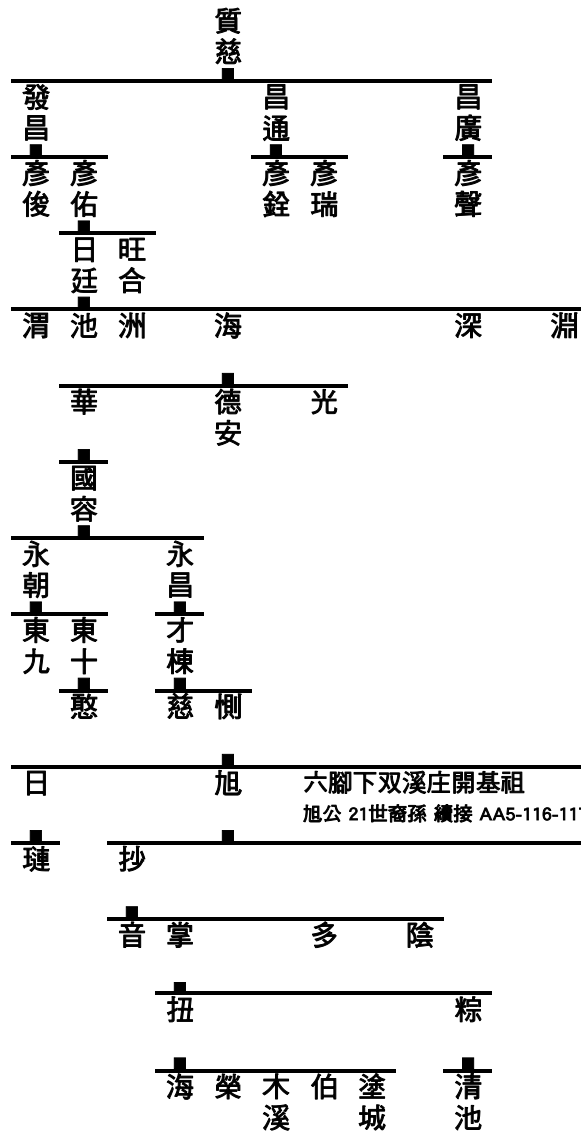 質慈
發昌 昌通 昌廣
彥俊 彥佑 彥銓 彥瑞 彥聲
日廷 旺合
渭 池 洲 海 深 淵
華 德安 光
國容
永朝 永昌
東九 東十 才棟
憨 慈 惻
日 旭 六腳下双溪庄開基祖
旭公 21世裔孫 續接 AA5-116-117
璉 抄
音 掌 多 陰
扭 粽
海 榮 木溪 伯 塗城 清池